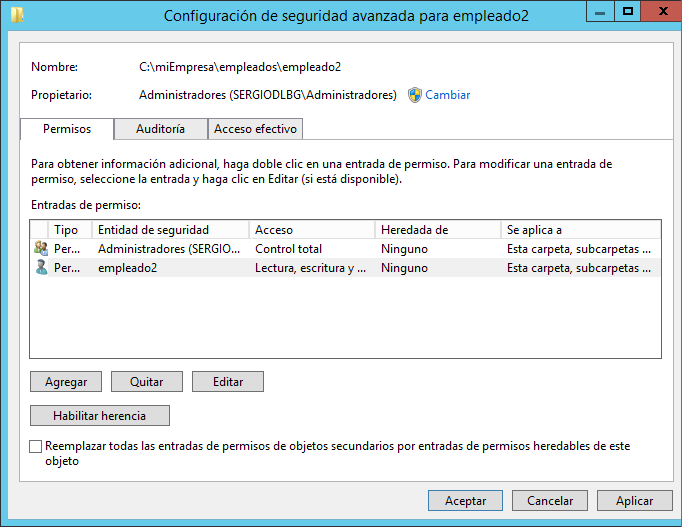 Configuración de seguridad avanzada para empleado2
Nombre: C:\miEmpresa\empleados\empleado2
Propietario: Administradores (SERGIODLBG\Administradores) Cambiar
Permisos Auditoría Acceso efectivo
Para obtener información adicional, haga doble clic en una entrada de permiso. Para modificar una entrada de
permiso, seleccione la entrada y haga clic en Editar (si está disponible).
Entradas de permiso:
Tipo Entidad de seguridad Acceso Heredada de Se aplica a
Per... Administradores (SERGIO... Control total Ninguno Esta carpeta, subcarpetas ...
Per... empleado2 Lectura, escritura y ... Ninguno Esta carpeta, subcarpetas ...
Agregar Quitar Editar
Habilitar herencia
Reemplazar todas las entradas de permisos de objetos secundarios por entradas de permisos heredables de este
objeto
Aceptar Cancelar Aplicar